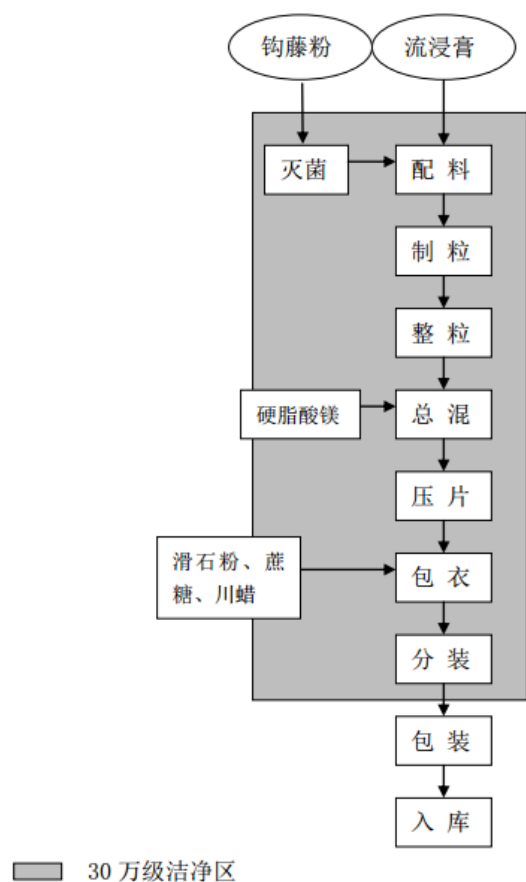 钩藤粉
流浸膏
灭菌
配 料
制 粒
整 粒
硬脂酸镁
总 混
压 片
滑石粉、蔗
糖、川蜡
包 衣
分 装
包 装
入 库
30 万级洁净区